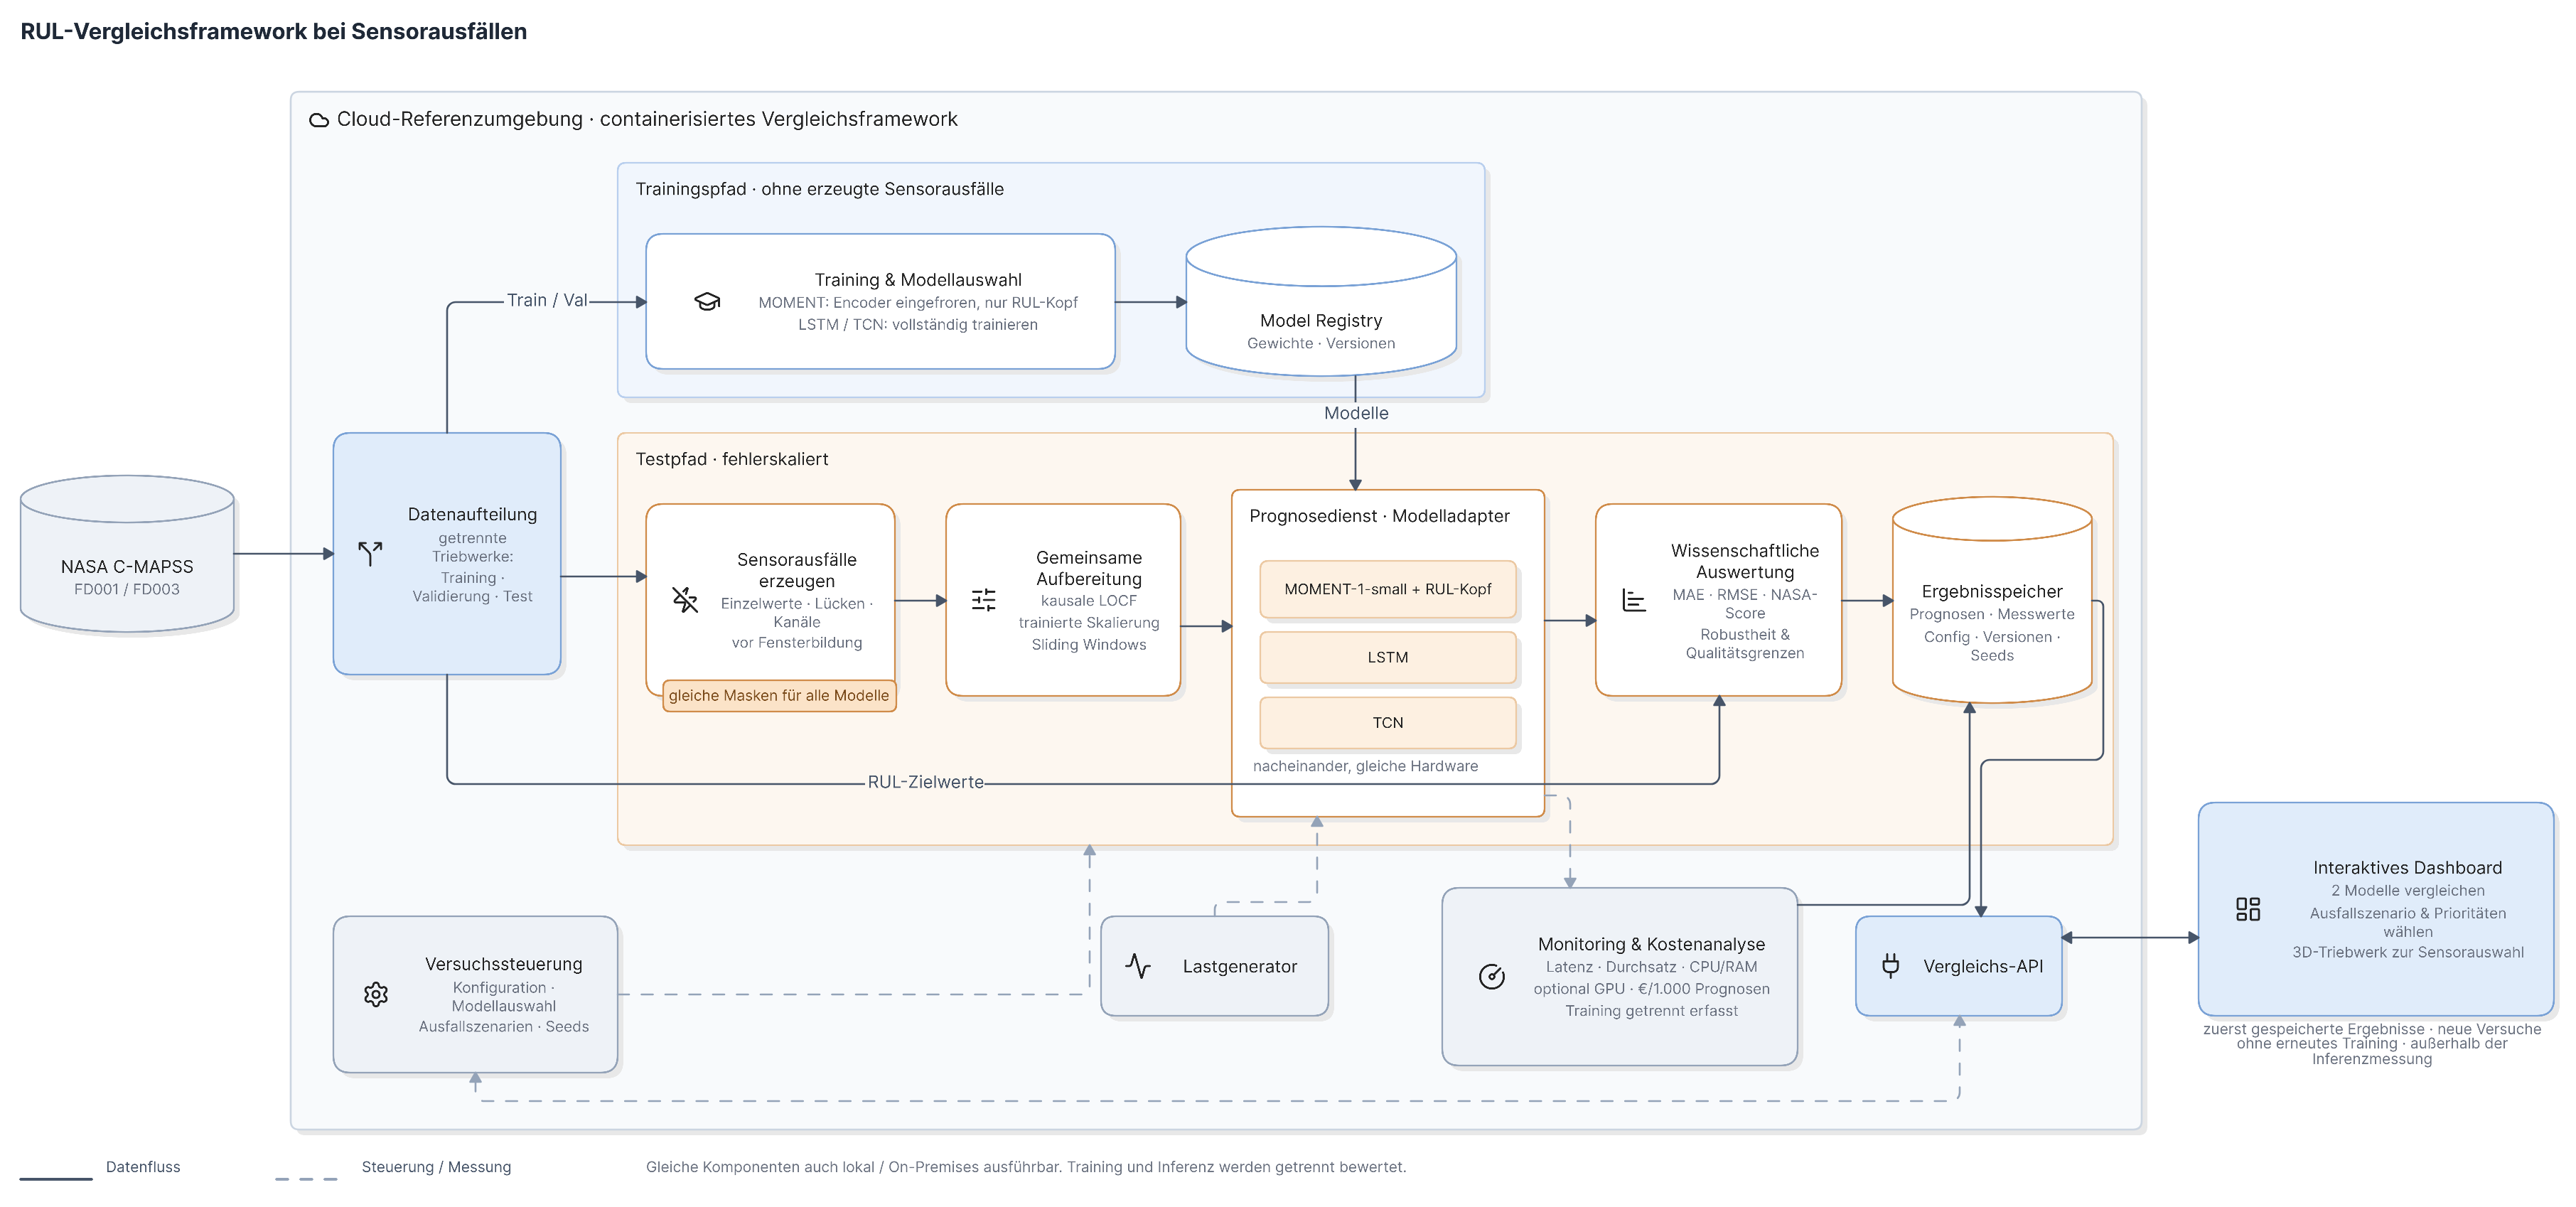 RUL-Vergleichsframework bei Sensorausfällen
Cloud-Referenzumgebung · containerisiertes Vergleichsframework
Trainingspfad · ohne erzeugte Sensorausfälle
Train / Val
Training & Modellauswahl
MOMENT: Encoder eingefroren, nur RUL-Kopf
LSTM / TCN: vollständig trainieren
Model Registry
Gewichte · Versionen
Modelle
NASA C-MAPSS
FD001 / FD003
Datenaufteilung
getrennte
Triebwerke:
Training ·
Validierung · Test
Testpfad · fehlerskaliert
Sensorausfälle
erzeugen
Einzelwerte · Lücken ·
Kanäle
vor Fensterbildung
gleiche Masken für alle Modelle
Gemeinsame
Aufbereitung
kausale LOCF
trainierte Skalierung
Sliding Windows
Prognosedienst · Modelladapter
MOMENT-1-small + RUL-Kopf
LSTM
TCN
nacheinander, gleiche Hardware
Wissenschaftliche
Auswertung
MAE · RMSE · NASA-
Score
Robustheit &
Qualitätsgrenzen
Ergebnisspeicher
Prognosen · Messwerte
Config · Versionen ·
Seeds
RUL-Zielwerte
Versuchssteuerung
Konfiguration ·
Modellauswahl
Ausfallszenarien · Seeds
Lastgenerator
Monitoring & Kostenanalyse
Latenz · Durchsatz · CPU/RAM
optional GPU · €/1.000 Prognosen
Training getrennt erfasst
Vergleichs-API
Interaktives Dashboard
2 Modelle vergleichen
Ausfallszenario & Prioritäten
wählen
3D-Triebwerk zur Sensorauswahl
zuerst gespeicherte Ergebnisse · neue Versuche
ohne erneutes Training · außerhalb der
Inferenzmessung
Datenfluss
Steuerung / Messung
Gleiche Komponenten auch lokal / On-Premises ausführbar. Training und Inferenz werden getrennt bewertet.